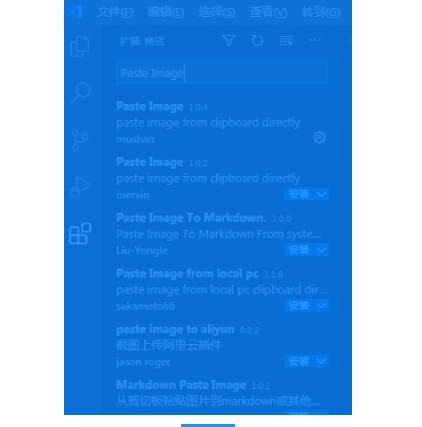 文件(F) 编辑(E) 选择(S) 查看(V) 转到(G)
扩展: 商店
Paste Image
Paste Image 1.0.4
paste image from clipboard directly
mushan
Paste Image 1.0.2
paste image from clipboard directly
mervin 安装
Paste Image To Markdown. 1.0.0
Paste Image To Markdown From syste...
Liu-Yongle 安装
Paste Image from local pc 1.1.8
paste image from local pc clipboard dir...
sakamoto66 安装
paste image to aliyun 0.0.2
截图上传阿里云插件
jason roger 安装
Markdown Paste Image 1.0.1
从剪切板粘贴图片到markdown或其他...